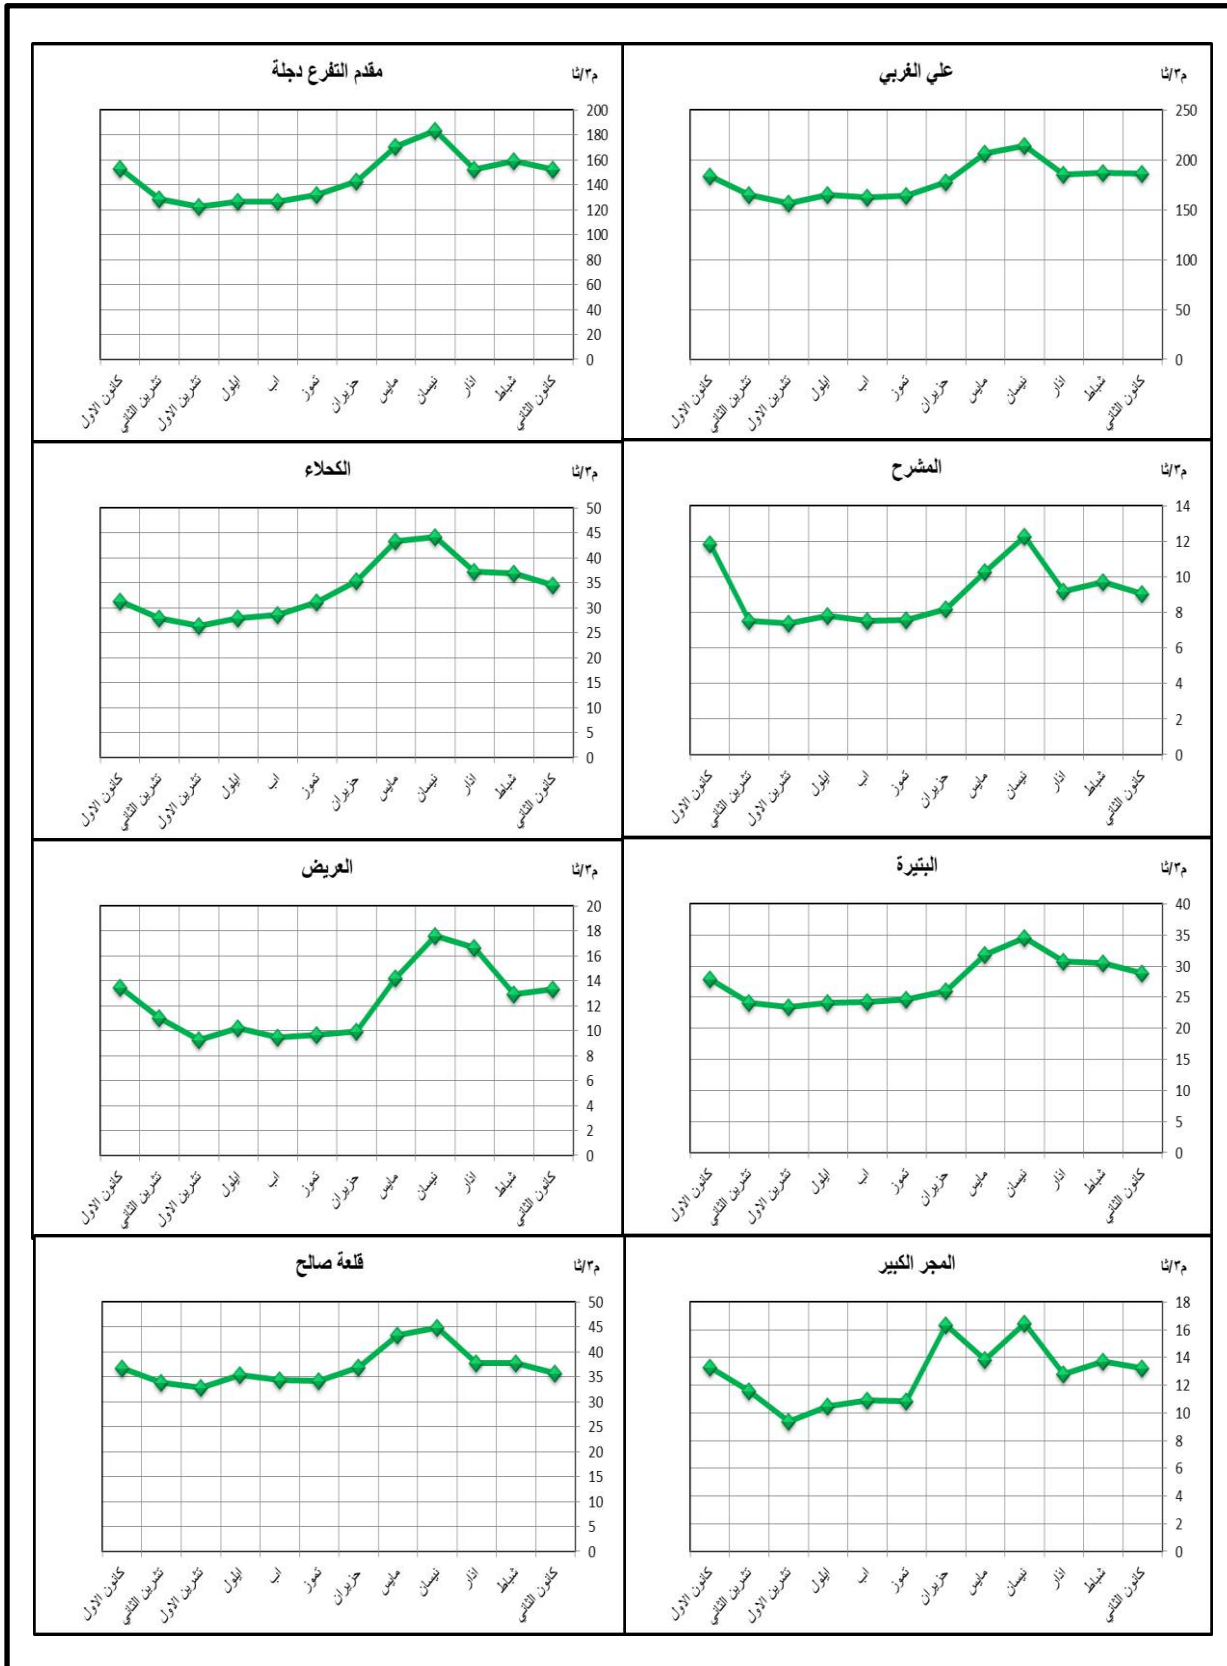 علي الغربي
م٣/ثا
250
200
150
100
50
0
كانون الثاني
شباط
اذار
نيسان
مايس
حزيران
تموز
اب
ايلول
تشرين الاول
تشرين الثاني
كانون الاول
مقدم التفرع دجلة
م٣/ثا
200
180
160
140
120
100
80
60
40
20
0
كانون الثاني
شباط
اذار
نيسان
مايس
حزيران
تموز
اب
ايلول
تشرين الاول
تشرين الثاني
كانون الاول
المشرح
م٣/ثا
14
12
10
8
6
4
2
0
كانون الثاني
شباط
اذار
نيسان
مايس
حزيران
تموز
اب
ايلول
تشرين الاول
تشرين الثاني
كانون الاول
الكحلاء
م٣/ثا
50
45
40
35
30
25
20
15
10
5
0
كانون الثاني
شباط
اذار
نيسان
مايس
حزيران
تموز
اب
ايلول
تشرين الاول
تشرين الثاني
كانون الاول
البتيرة
م٣/ثا
40
35
30
25
20
15
10
5
0
كانون الثاني
شباط
اذار
نيسان
مايس
حزيران
تموز
اب
ايلول
تشرين الاول
تشرين الثاني
كانون الاول
العريض
م٣/ثا
20
18
16
14
12
10
8
6
4
2
0
كانون الثاني
شباط
اذار
نيسان
مايس
حزيران
تموز
اب
ايلول
تشرين الاول
تشرين الثاني
كانون الاول
المجر الكبير
م٣/ثا
18
16
14
12
10
8
6
4
2
0
كانون الثاني
شباط
اذار
نيسان
مايس
حزيران
تموز
اب
ايلول
تشرين الاول
تشرين الثاني
كانون الاول
قلعة صالح
م٣/ثا
50
45
40
35
30
25
20
15
10
5
0
كانون الثاني
شباط
اذار
نيسان
مايس
حزيران
تموز
اب
ايلول
تشرين الاول
تشرين الثاني
كانون الاول